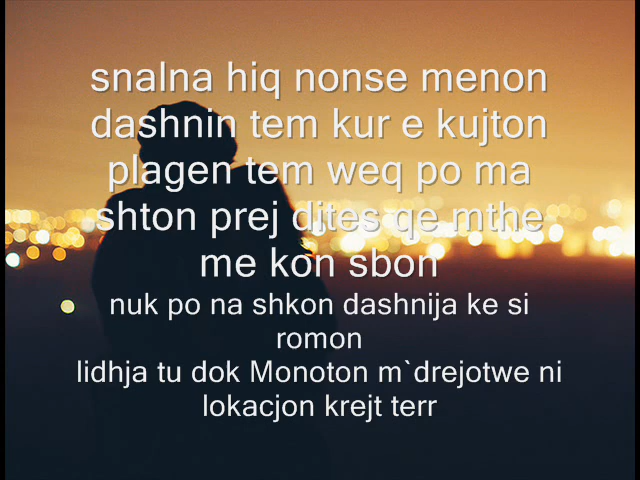 snalna hiq nonse menon
dashnin tem kur e kujton
plagen tem weq po ma
shton prej dites qe mthe
me kon sbon
nuk po na shkon dashnija ke si
romon
lidhja tu dok Monoton m`drejotwe ni
lokacjon krejt terr